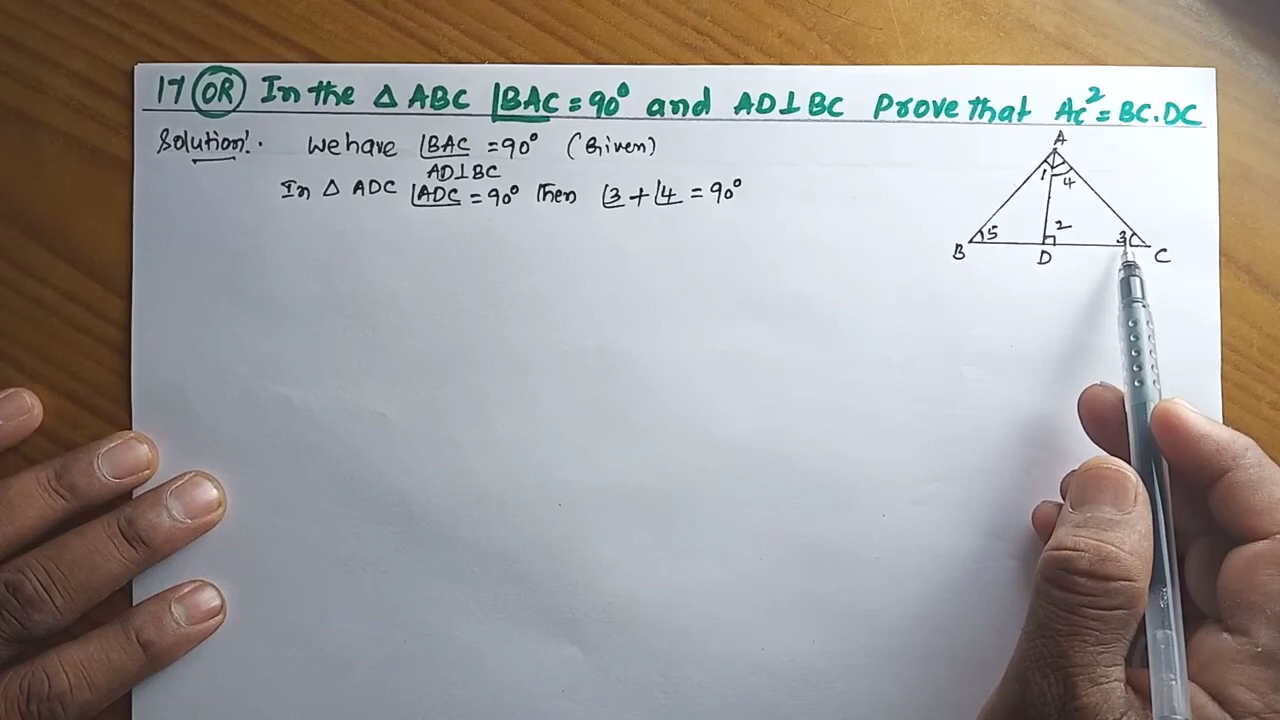 17 (OR) In the △ ABC ∠BAC = 90° and AD⊥BC Prove that AC² = BC.DC
Solution:. We have ∠BAC = 90° (Given)
AD⊥BC
In △ ADC ∠ADC = 90° Then ∠3 + ∠4 = 90°
A
1 4
5 2 3
B D C